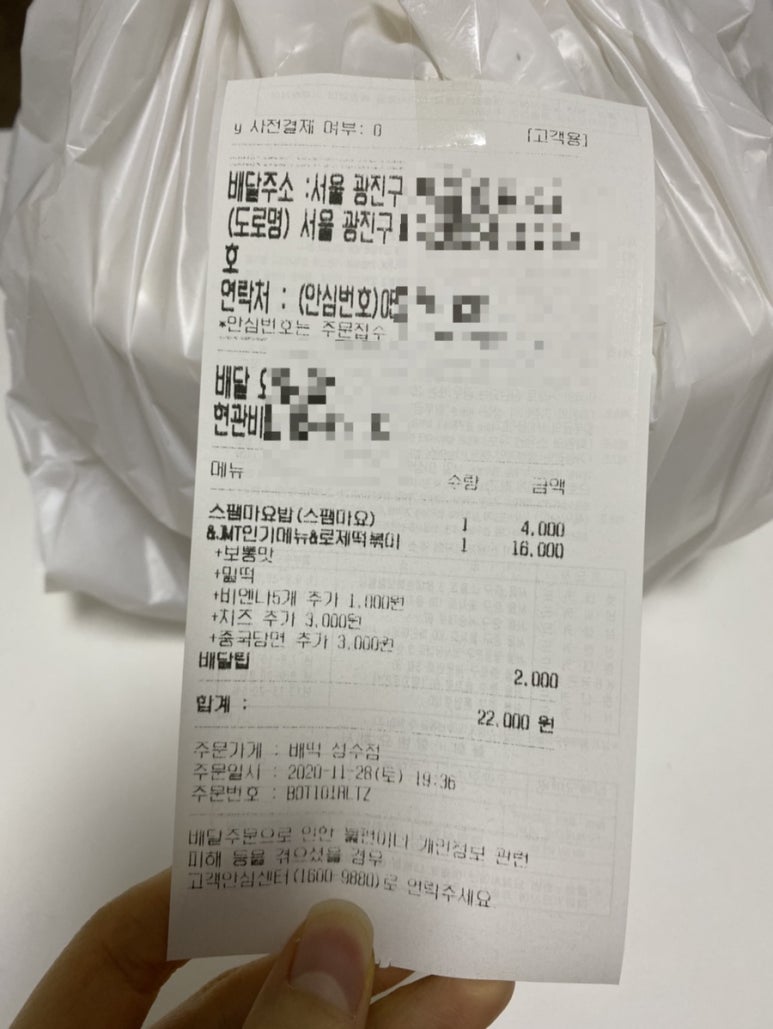 y 사전결제 여부: 0 [고객용]
배달주소 :서울 광진구
(도로명) 서울 광진구
호
연락처 : (안심번호)05
*안심번호는 주문접수
배달
현관비
메뉴 수량 금액
스팸마요밥(스팸마요) 1 4,000
&JMT인기메뉴&로제떡볶이 1 16,000
+보통맛
+밀떡
+비엔나5개 추가 1,000원
+치즈 추가 3,000원
+중국당면 추가 3,000원
배달팁 2,000
합계 : 22,000 원
주문가게 : 배떡 성수점
주문일시 : 2020-11-28(토) 19:36
주문번호 :
배달주문으로 인한 불편이나 개인정보 관련
피해 등을 겪으셨을 경우
고객안심센터(1600-9880)로 연락주세요